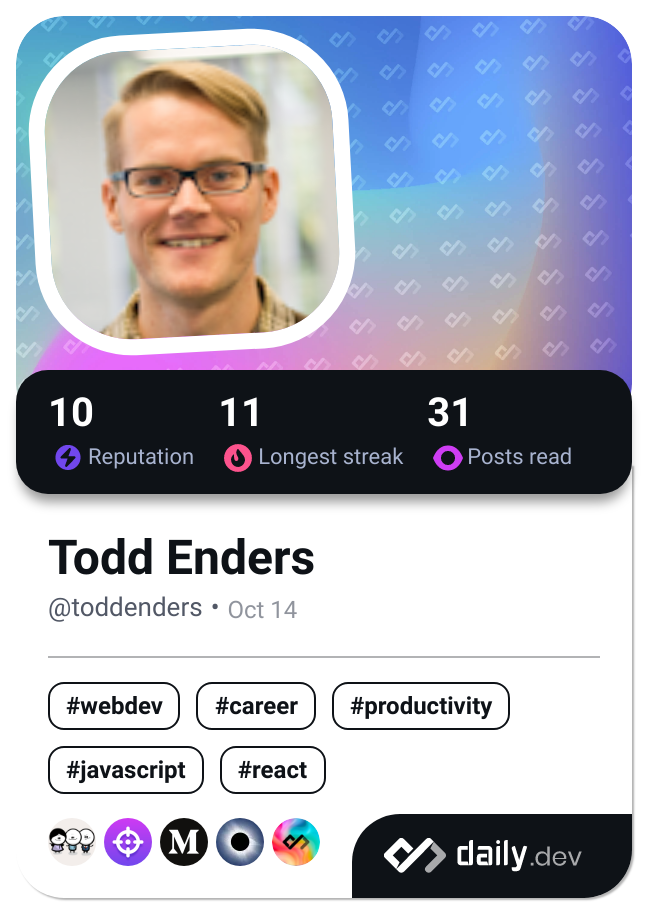 10 11 31
Reputation Longest streak Posts read
Todd Enders
@toddenders • Oct 14
#webdev #career #productivity
#javascript #react
M daily.dev